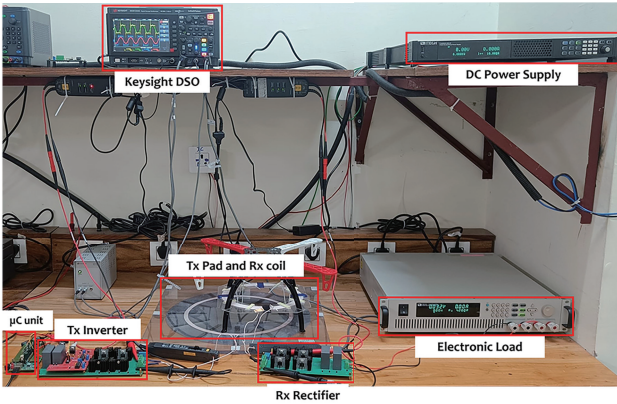 Keysight DSO
DC Power Supply
Tx Pad and Rx coil
µC unit
Tx Inverter
Electronic Load
Rx Rectifier